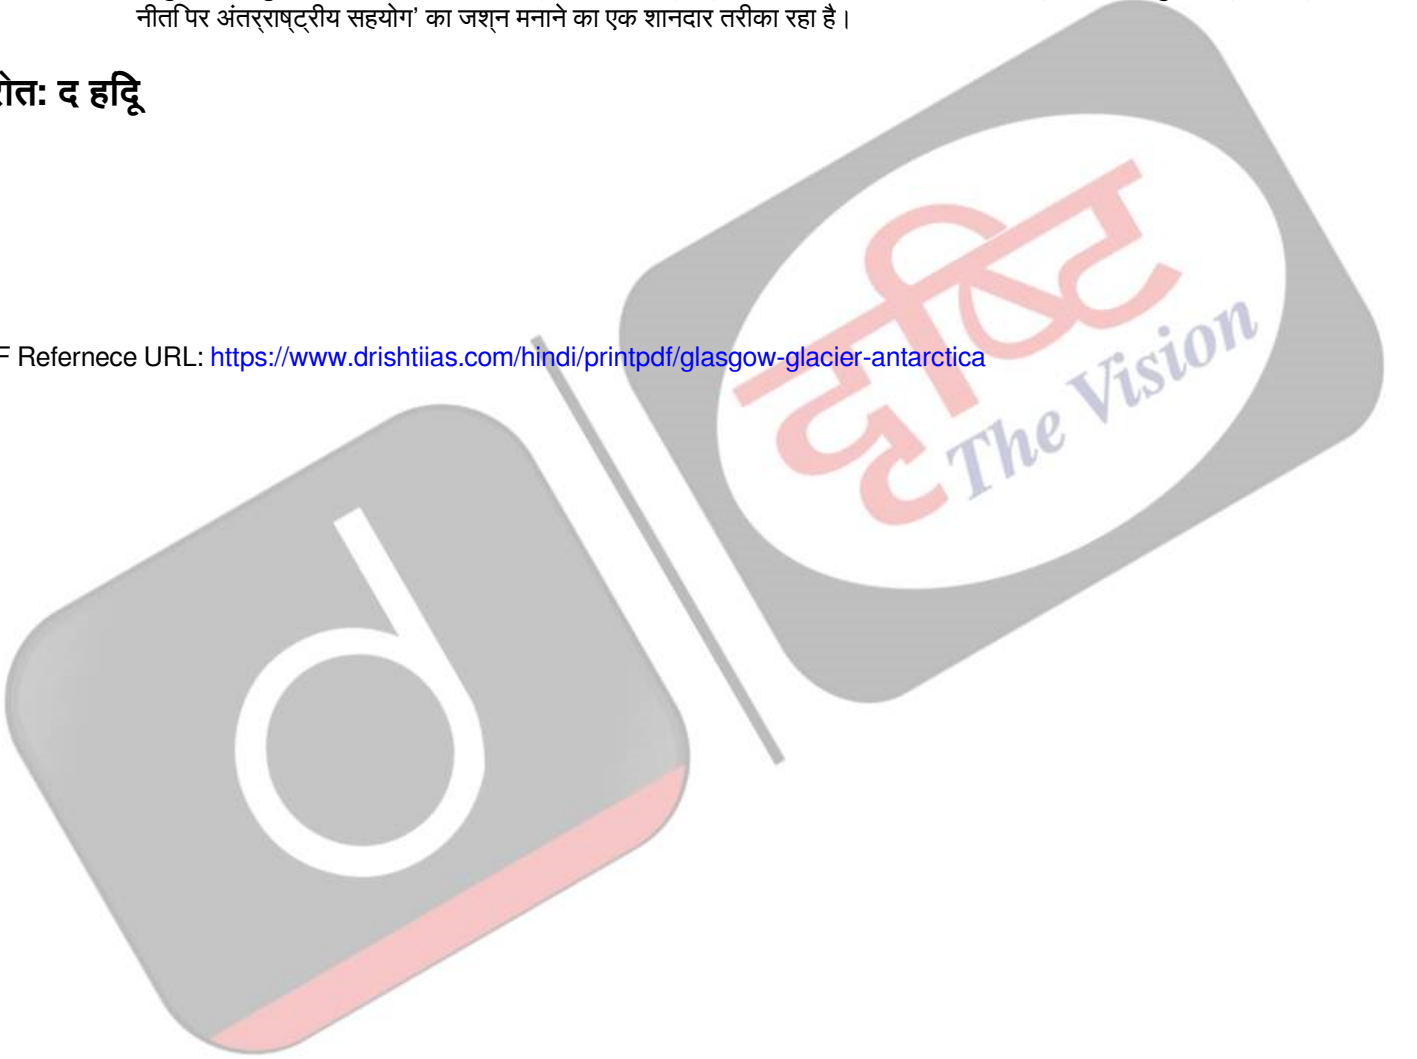 नीति पर अंतर्राष्ट्रीय सहयोग’ का जश्न मनाने का एक शानदार तरीका रहा है।
रोत: द हिंदू
F Refernece URL: https://www.drishtiias.com/hindi/printpdf/glasgow-glacier-antarctica
दृष्टि
The Vision
d